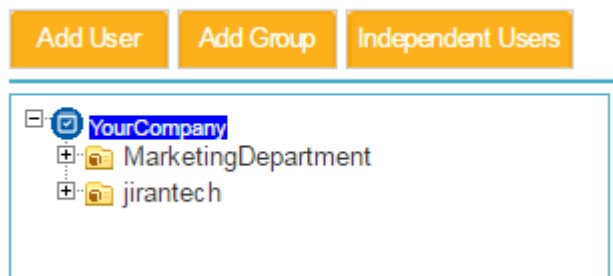 Add User Add Group Independent Users
YourCompany
MarketingDepartment
jirantech